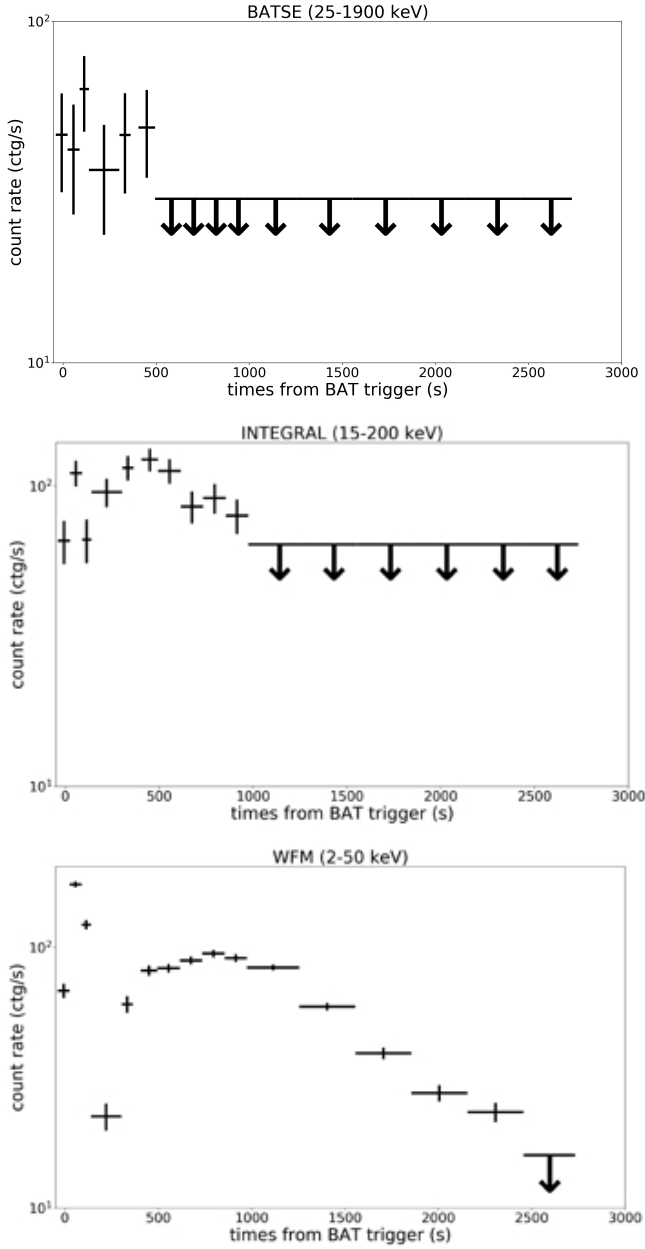 BATSE (25-1900 keV)
10²
count rate (ctg/s)
10¹
0 500 1000 1500 2000 2500 3000
times from BAT trigger (s)
INTEGRAL (15-200 keV)
10²
count rate (ctg/s)
10¹
0 500 1000 1500 2000 2500 3000
times from BAT trigger (s)
WFM (2-50 keV)
10²
count rate (ctg/s)
10¹
0 500 1000 1500 2000 2500 3000
times from BAT trigger (s)